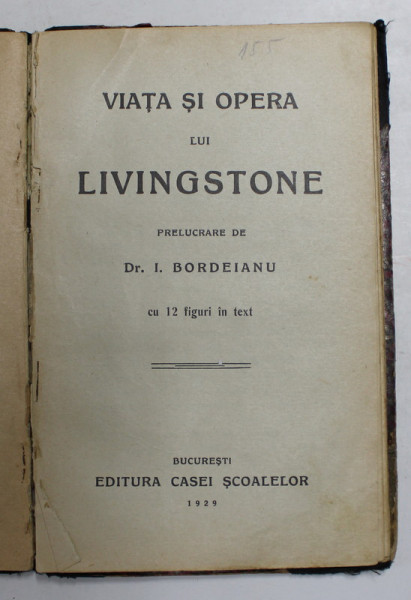 155
VIAȚA ȘI OPERA
LUI
LIVINGSTONE
PRELUCRARE DE
Dr. I. BORDEIANU
cu 12 figuri în text
BUCUREȘTI
EDITURA CASEI ȘCOALELOR
1929